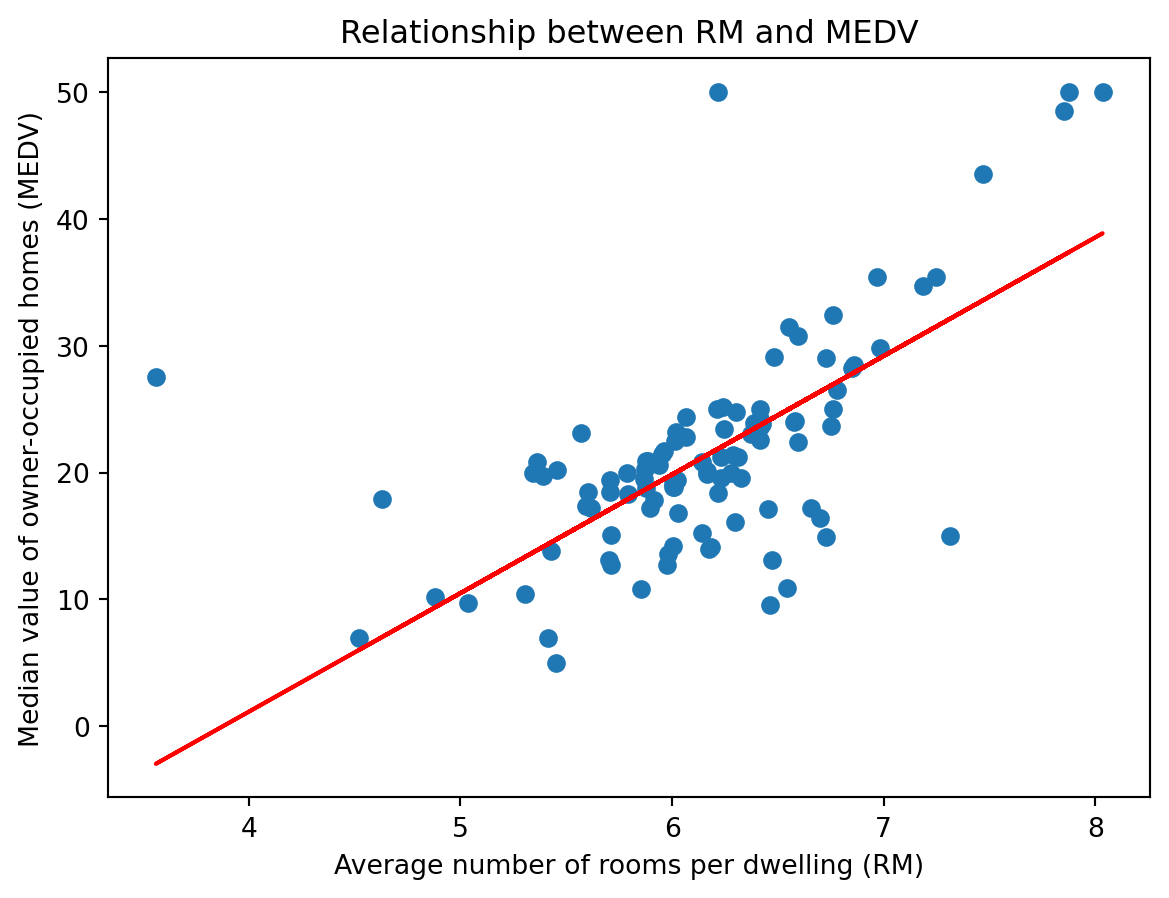 Relationship between RM and MEDV
Median value of owner-occupied homes (MEDV)
50
40
30
20
10
0
4 5 6 7 8
Average number of rooms per dwelling (RM)